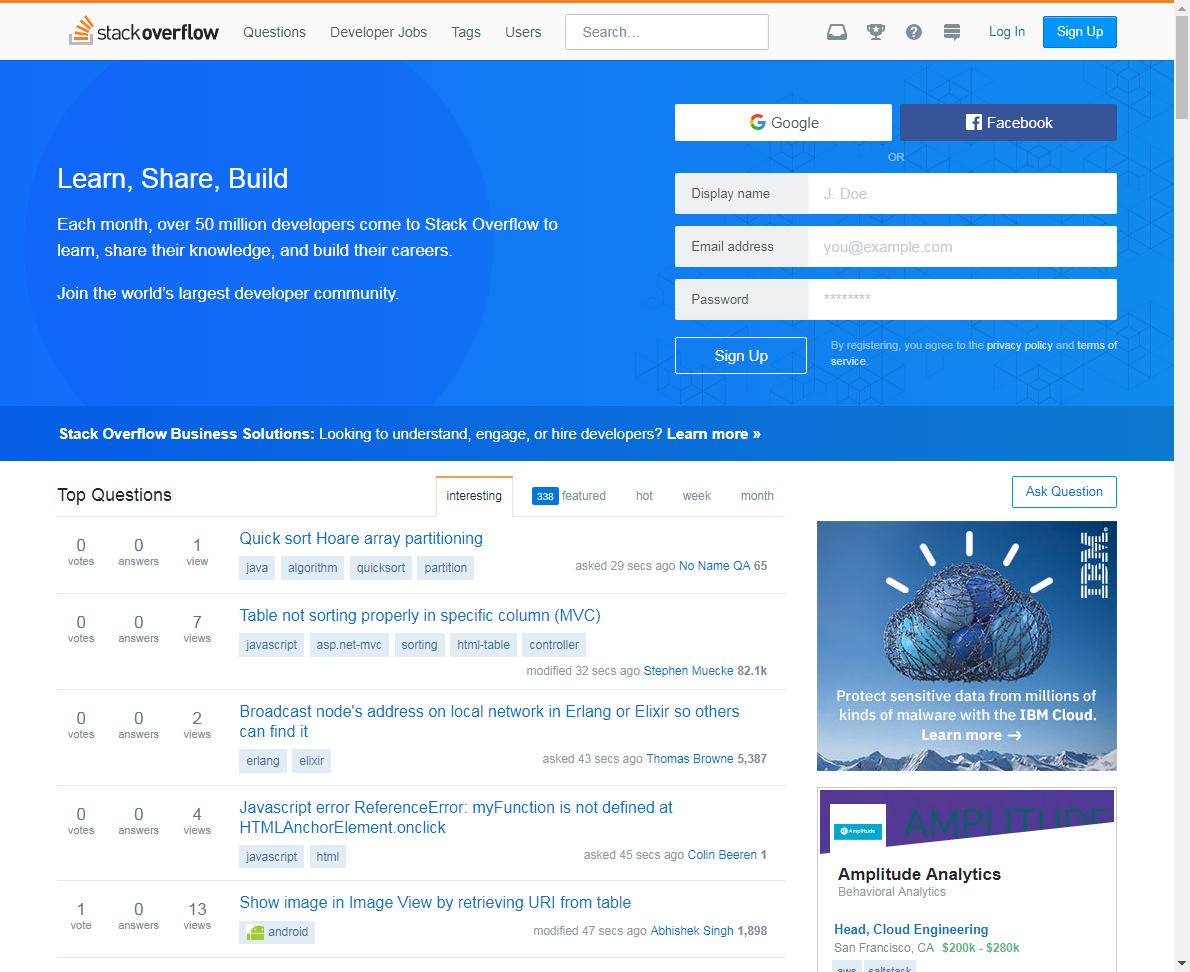 stackoverflow Questions Developer Jobs Tags Users Search... Log In Sign Up
Google Facebook
OR
Learn, Share, Build
Each month, over 50 million developers come to Stack Overflow to
learn, share their knowledge, and build their careers.
Join the world's largest developer community.
Display name J. Doe
Email address you@example.com
Password ********
Sign Up By registering, you agree to the privacy policy and terms of
service.
Stack Overflow Business Solutions: Looking to understand, engage, or hire developers? Learn more »
Top Questions interesting 338 featured hot week month
0 votes 0 answers 1 view
Quick sort Hoare array partitioning
java algorithm quicksort partition
asked 29 secs ago No Name QA 65
0 votes 0 answers 7 views
Table not sorting properly in specific column (MVC)
javascript asp.net-mvc sorting html-table controller
modified 32 secs ago Stephen Muecke 82.1k
0 votes 0 answers 2 views
Broadcast node's address on local network in Erlang or Elixir so others
can find it
erlang elixir
asked 43 secs ago Thomas Browne 5,387
0 votes 0 answers 4 views
Javascript error ReferenceError: myFunction is not defined at
HTMLAnchorElement.onclick
javascript html
asked 45 secs ago Colin Beeren 1
1 vote 0 answers 13 views
Show image in Image View by retrieving URI from table
android
modified 47 secs ago Abhishek Singh 1,898
Ask Question
IBM
Protect sensitive data from millions of
kinds of malware with the IBM Cloud.
Learn more →
Amplitude
AMPLITUDE
Amplitude Analytics
Behavioral Analytics
Head, Cloud Engineering
San Francisco, CA $200k - $280k
aws saltstack